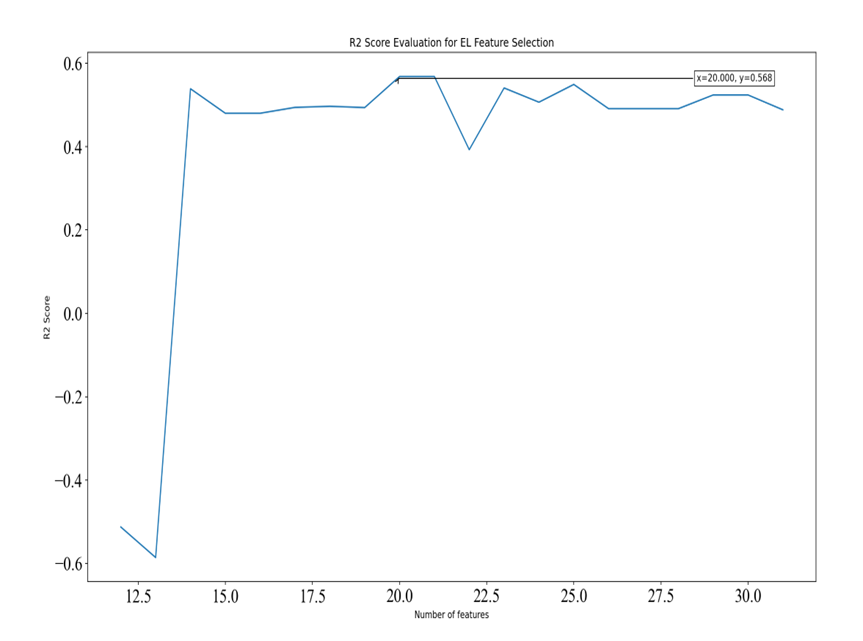 R2 Score Evaluation for EL Feature Selection
x=20.000, y=0.568
0.6
0.4
0.2
0.0
−0.2
−0.4
−0.6
R2 Score
12.5 15.0 17.5 20.0 22.5 25.0 27.5 30.0
Number of features